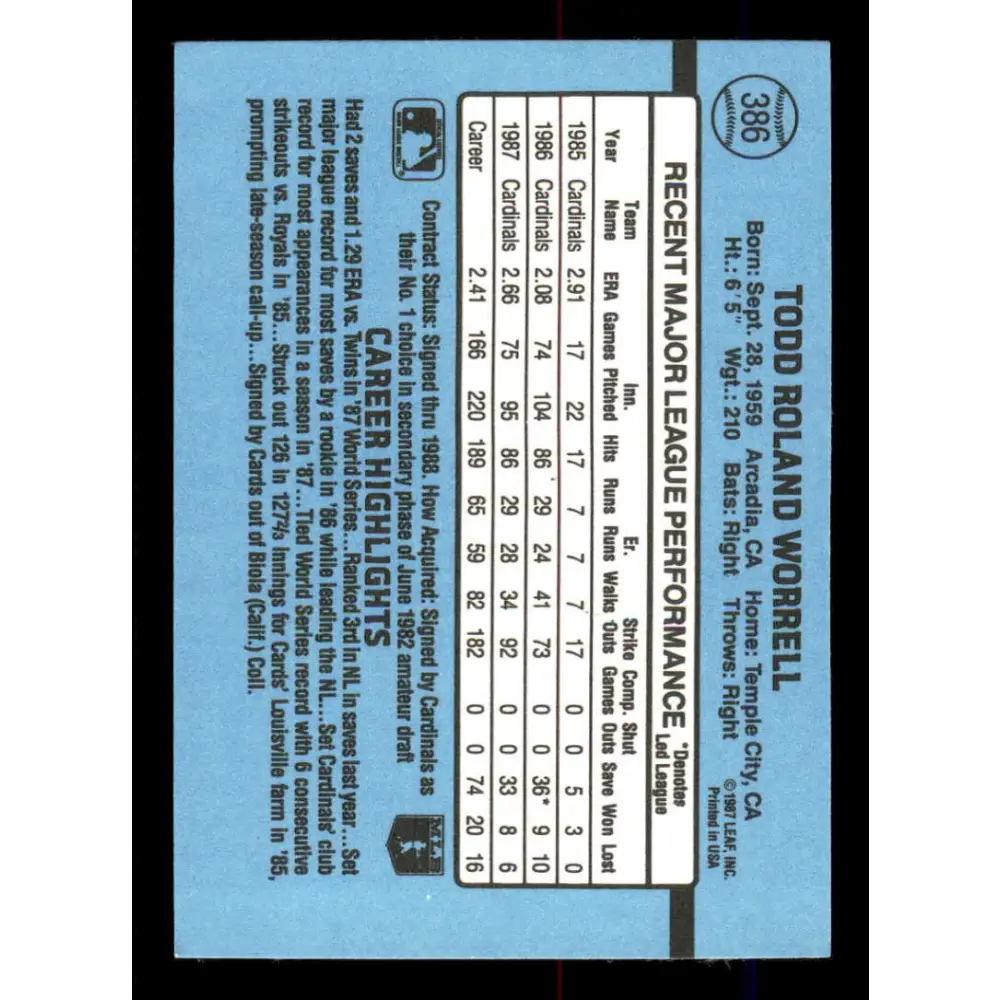 386
TODD ROLAND WORRELL
Born: Sept. 28, 1959 Arcadia, CA Home: Temple City, CA
Ht.: 6'5" Wgt.: 210 Bats: Right Throws: Right
©1987 LEAF, INC.
Printed in USA
RECENT MAJOR LEAGUE PERFORMANCE *Denotes
Led League
Team Inn. Er. Strike Comp. Shut
Year Name ERA Games Pitched Hits Runs Runs Walks Outs Games Outs Save Won Lost
1985 Cardinals 2.91 17 22 17 7 7 7 17 0 0 5 3 0
1986 Cardinals 2.08 74 104 86 29 24 41 73 0 0 36* 9 10
1987 Cardinals 2.66 75 95 86 29 28 34 92 0 0 33 8 6
Career 2.41 166 220 189 65 59 82 182 0 0 74 20 16
Contract Status: Signed thru 1988. How Acquired: Signed by Cardinals as
their No. 1 choice in secondary phase of June 1982 amateur draft
MLB
CAREER HIGHLIGHTS
Had 2 saves and 1.29 ERA vs. Twins in '87 World Series...Ranked 3rd in NL in saves last year...Set
major league record for most saves by a rookie in '86 while leading the NL...Set Cardinals' club
record for most appearances in a season in '87...Tied World Series record with 6 consecutive
strikeouts vs. Royals in '85...Struck out 126 in 127⅔ innings for Cards' Louisville farm in '85,
prompting late-season call-up...Signed by Cards out of Biola (Calif.) Coll.